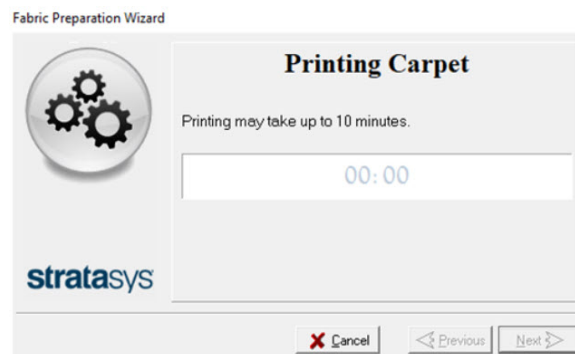 Fabric Preparation Wizard
Printing Carpet
Printing may take up to 10 minutes.
00:00
stratasys
Cancel
Previous
Next